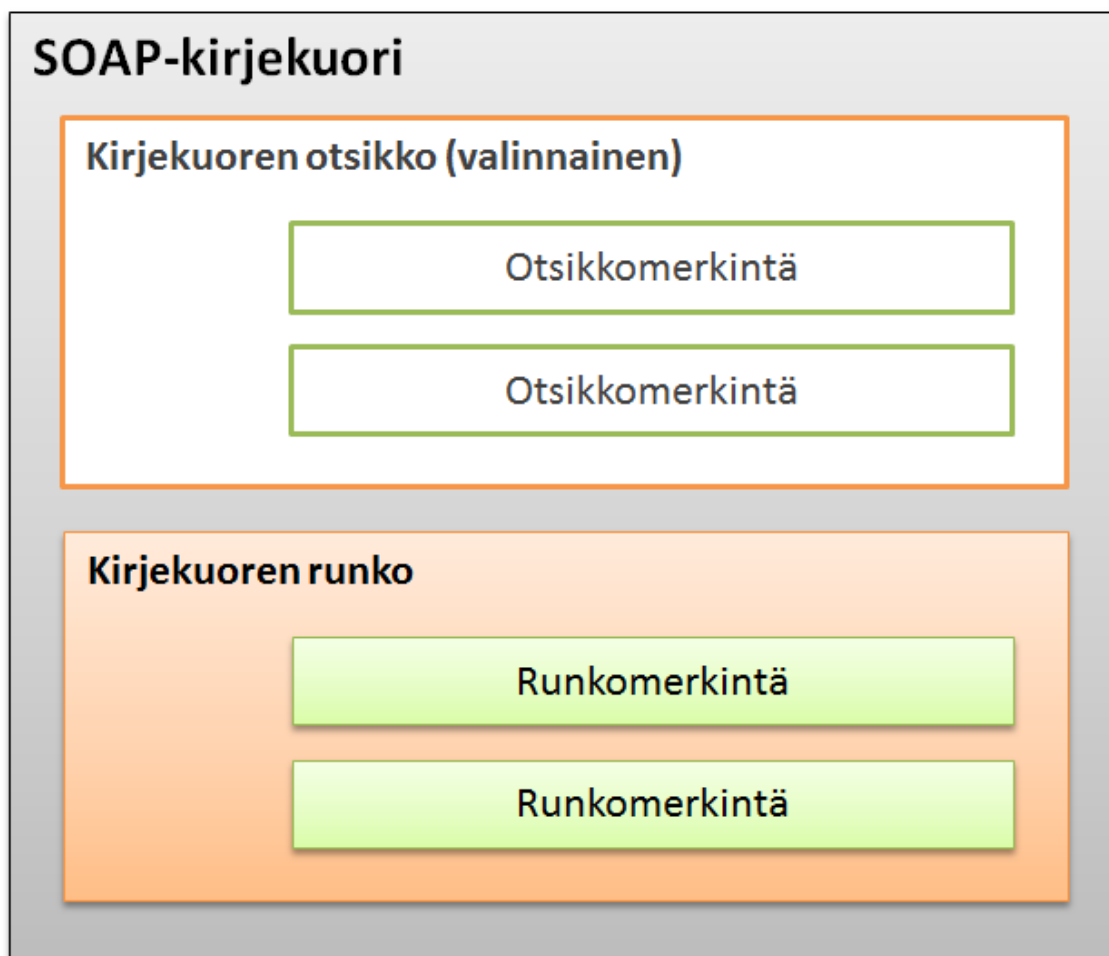 SOAP-kirjekuori
Kirjekuoren otsikko (valinnainen)
Otsikkomerkintä
Otsikkomerkintä
Kirjekuoren runko
Runkomerkintä
Runkomerkintä